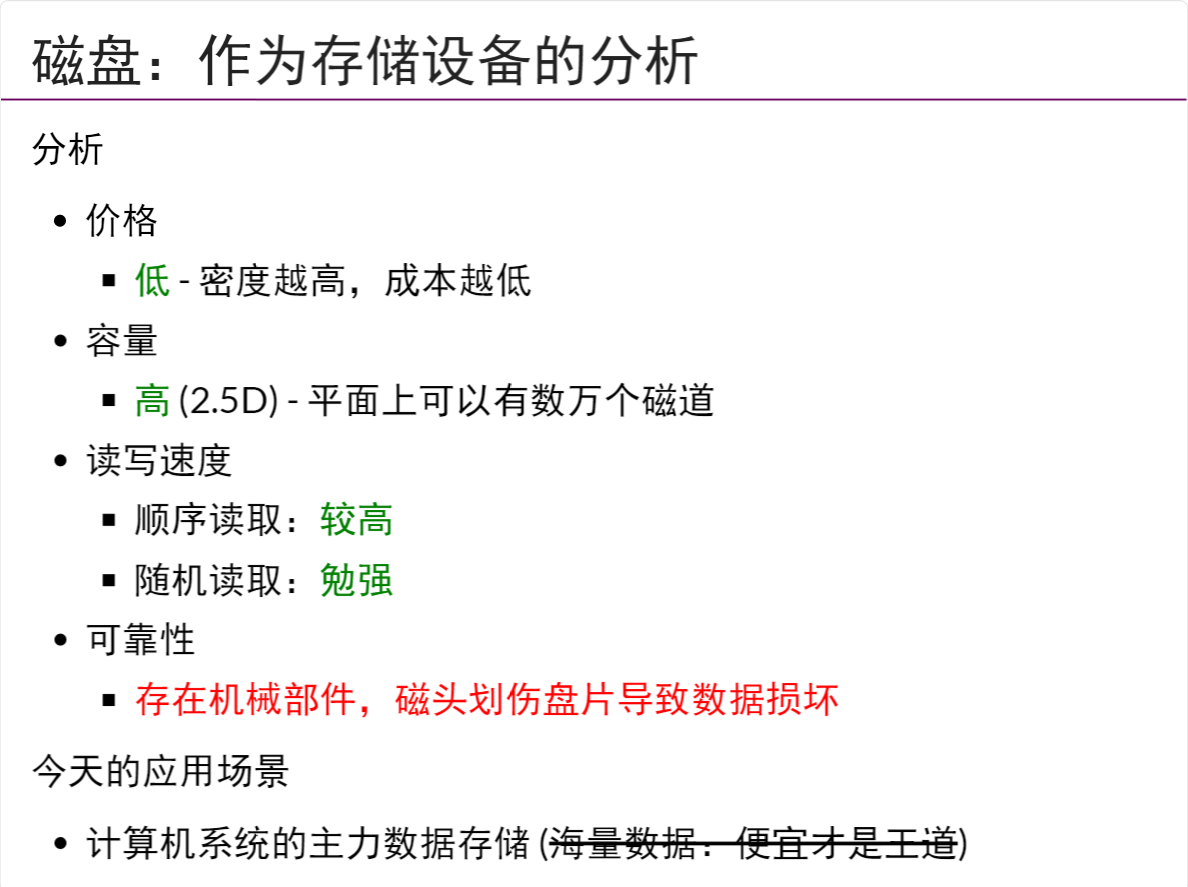 磁盘：作为存储设备的分析
分析
价格
低 - 密度越高，成本越低
容量
高 (2.5D) - 平面上可以有数万个磁道
读写速度
顺序读取：较高
随机读取：勉强
可靠性
存在机械部件，磁头划伤盘片导致数据损坏
今天的应用场景
计算机系统的主力数据存储 (海量数据：便宜才是王道)